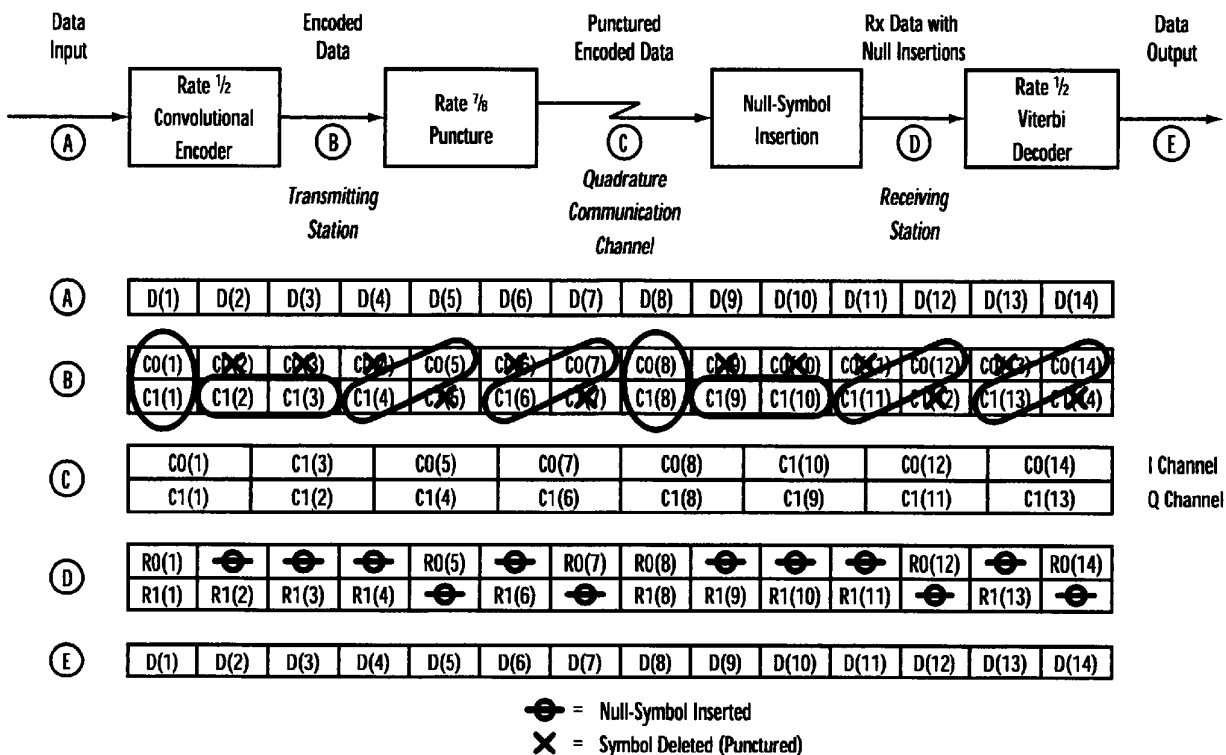 Data Input
Encoded Data
Punctured Encoded Data
Rx Data with Null Insertions
Data Output
Rate 1/2 Convolutional Encoder
Rate 7/8 Puncture
Null-Symbol Insertion
Rate 1/2 Viterbi Decoder
A
B
C
D
E
Transmitting Station
Quadrature Communication Channel
Receiving Station
A D(1) D(2) D(3) D(4) D(5) D(6) D(7) D(8) D(9) D(10) D(11) D(12) D(13) D(14)
B
C0(1) C0(5) C0(7) C0(8) C0(12) C0(14)
C1(1) C1(2) C1(3) C1(4) C1(6) C1(8) C1(9) C1(10) C1(11) C1(13)
C
C0(1) C1(3) C0(5) C0(7) C0(8) C1(10) C0(12) C0(14) I Channel
C1(1) C1(2) C1(4) C1(6) C1(8) C1(9) C1(11) C1(13) Q Channel
D
R0(1) R0(5) R0(7) R0(8) R0(12) R0(14)
R1(1) R1(2) R1(3) R1(4) R1(6) R1(8) R1(9) R1(10) R1(11) R1(13)
E D(1) D(2) D(3) D(4) D(5) D(6) D(7) D(8) D(9) D(10) D(11) D(12) D(13) D(14)
= Null-Symbol Inserted
= Symbol Deleted (Punctured)